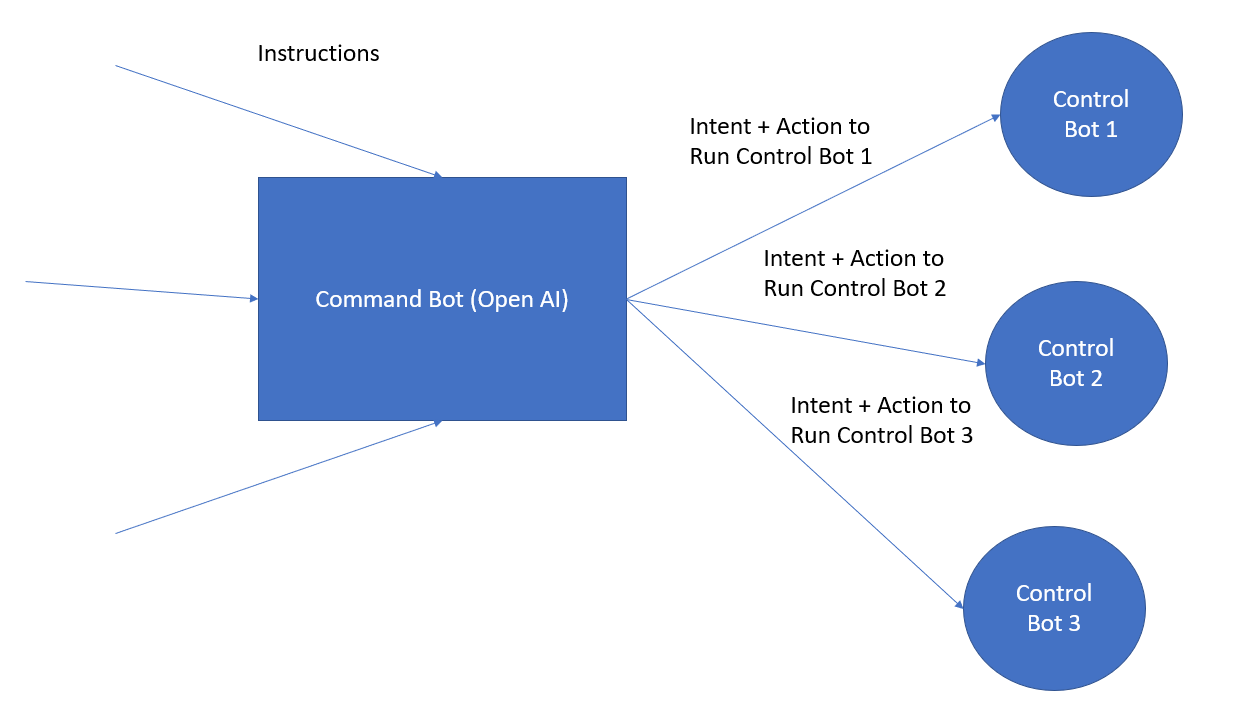 Instructions
Control
Bot 1
Intent + Action to
Run Control Bot 1
Intent + Action to
Run Control Bot 2
Command Bot (Open AI)
Control
Bot 2
Intent + Action to
Run Control Bot 3
Control
Bot 3